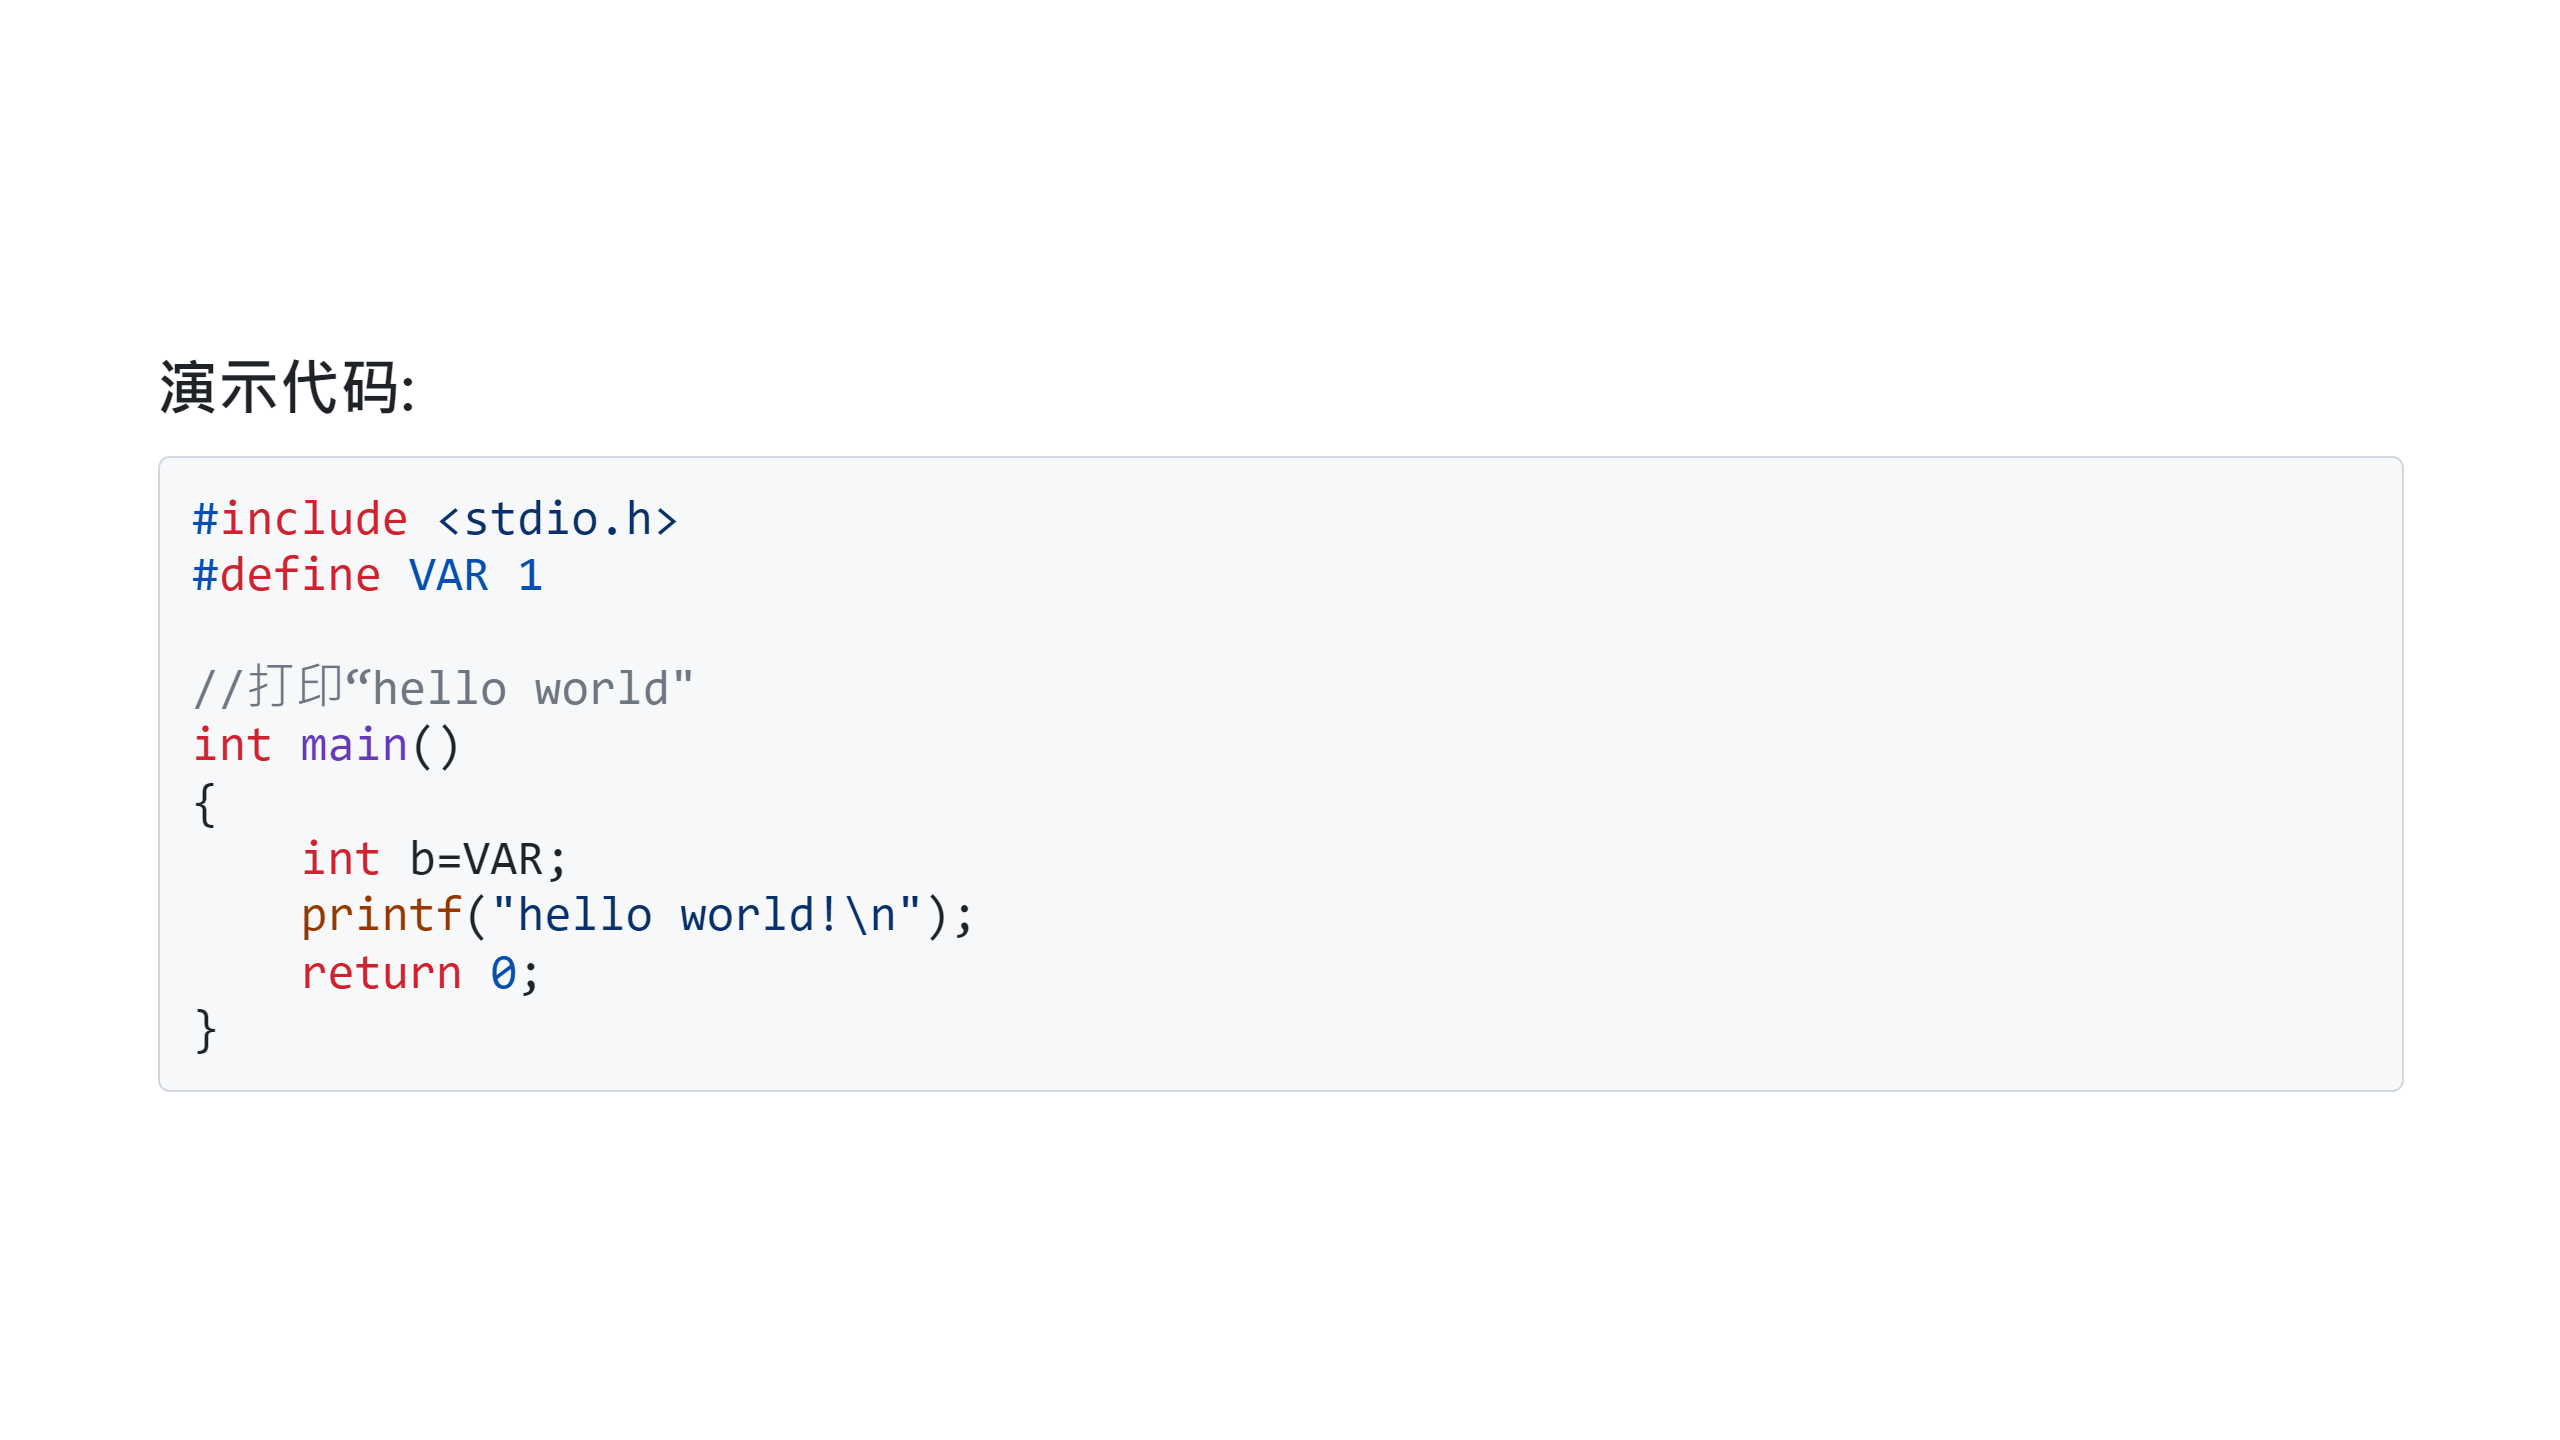 演示代码:
#include <stdio.h>
#define VAR 1
//打印“hello world"
int main()
{
    int b=VAR;
    printf("hello world!\n");
    return 0;
}